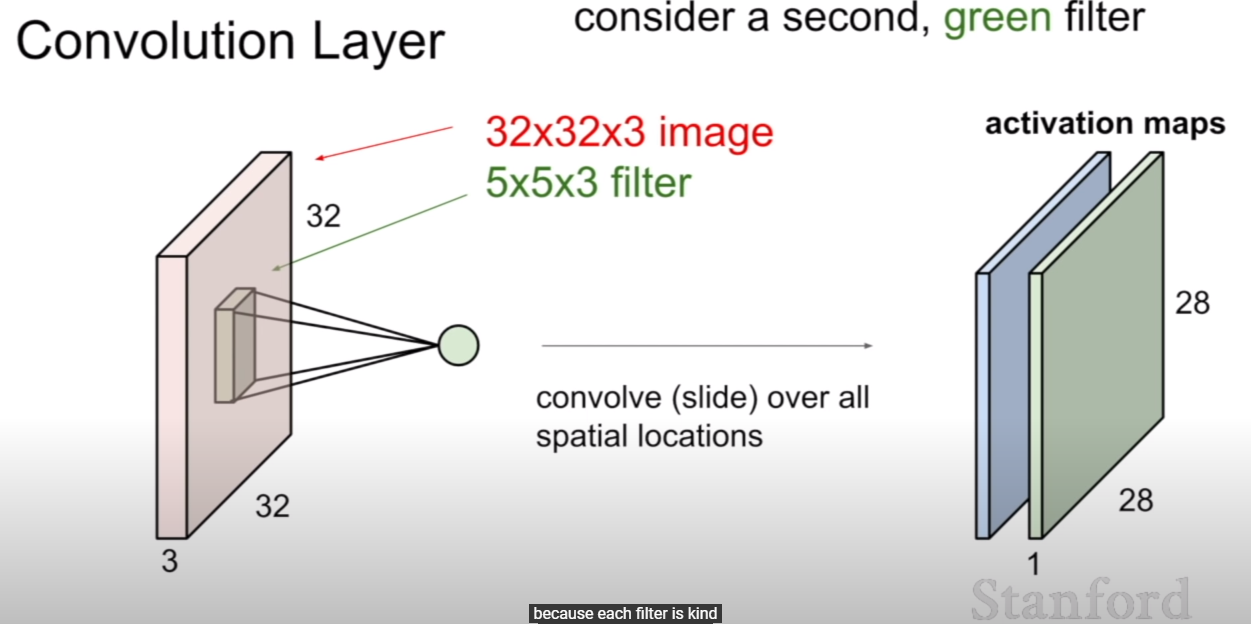 Convolution Layer
consider a second, green filter
32x32x3 image
5x5x3 filter
activation maps
32
28
convolve (slide) over all
spatial locations
32
28
3
1
Stanford
because each filter is kind